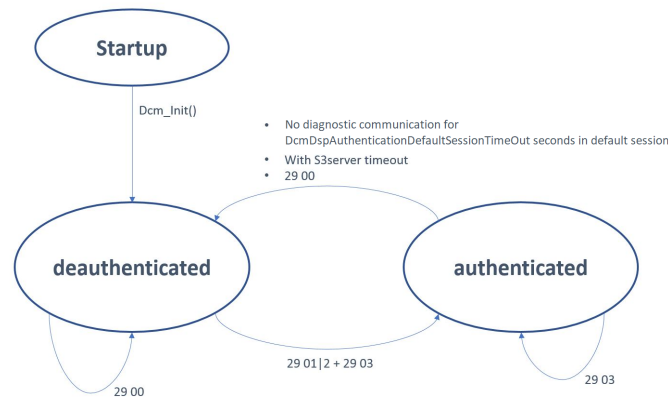 Startup
Dcm_Init()
• No diagnostic communication for
DcmDspAuthenticationDefaultSessionTimeOut seconds in default session
• With S3server timeout
• 29 00
deauthenticated
authenticated
29 01|2 + 29 03
29 00
29 03